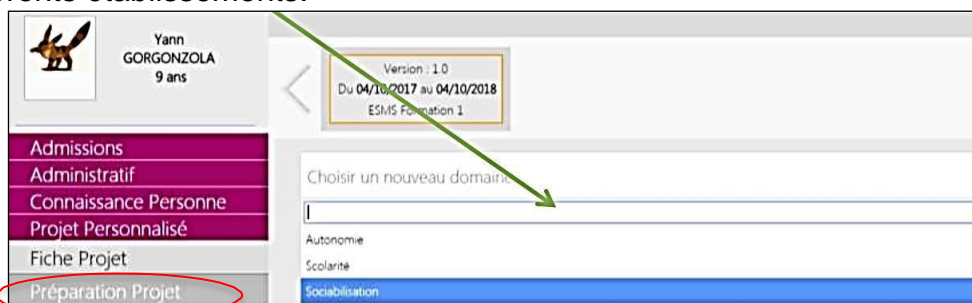 établissements.
Yann
GORGONZOLA
9 ans
Version : 1.0
Du 04/10/2017 au 04/10/2018
ESMS Formation 1
Admissions
Administratif
Connaissance Personne
Projet Personnalisé
Fiche Projet
Préparation Projet
Choisir un nouveau domaine
Autonomie
Scolarité
Sociabilisation